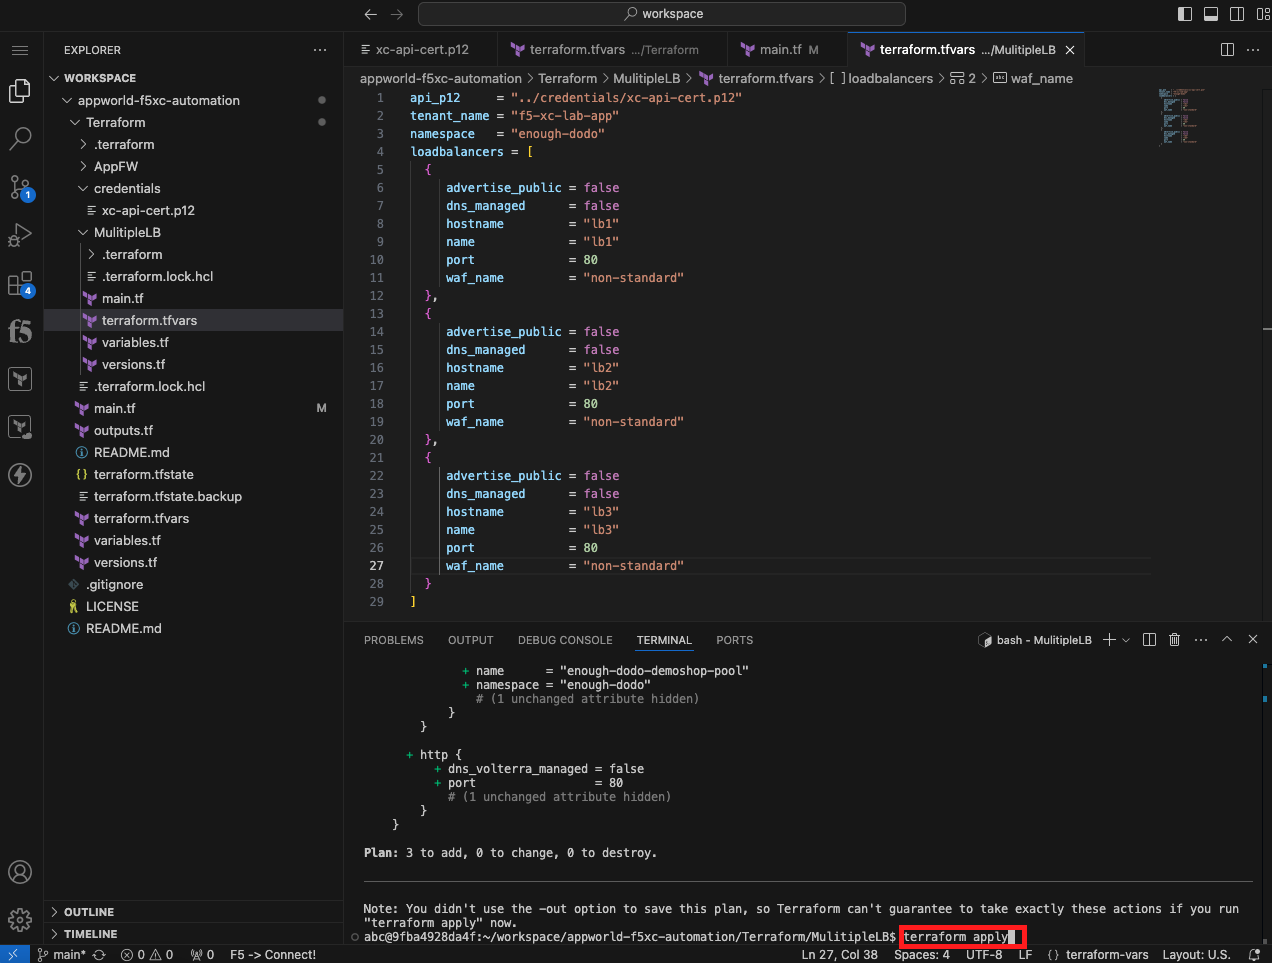 workspace
EXPLORER
WORKSPACE
appworld-f5xc-automation
Terraform
.terraform
AppFW
credentials
xc-api-cert.p12
MulitipleLB
.terraform
.terraform.lock.hcl
main.tf
terraform.tfvars
variables.tf
versions.tf
.terraform.lock.hcl
main.tf M
outputs.tf
README.md
terraform.tfstate
terraform.tfstate.backup
terraform.tfvars
variables.tf
versions.tf
.gitignore
LICENSE
README.md
OUTLINE
TIMELINE
1
4
f5
xc-api-cert.p12 terraform.tfvars .../Terraform main.tf M terraform.tfvars .../MulitipleLB
appworld-f5xc-automation > Terraform > MulitipleLB > terraform.tfvars > [ ] loadbalancers > 2 > abc waf_name
1 api_p12 = "../credentials/xc-api-cert.p12"
2 tenant_name = "f5-xc-lab-app"
3 namespace = "enough-dodo"
4 loadbalancers = [
5 {
6 advertise_public = false
7 dns_managed = false
8 hostname = "lb1"
9 name = "lb1"
10 port = 80
11 waf_name = "non-standard"
12 },
13 {
14 advertise_public = false
15 dns_managed = false
16 hostname = "lb2"
17 name = "lb2"
18 port = 80
19 waf_name = "non-standard"
20 },
21 {
22 advertise_public = false
23 dns_managed = false
24 hostname = "lb3"
25 name = "lb3"
26 port = 80
27 waf_name = "non-standard"
28 }
29 ]
PROBLEMS OUTPUT DEBUG CONSOLE TERMINAL PORTS bash - MulitipleLB
+ name = "enough-dodo-demoshop-pool"
+ namespace = "enough-dodo"
# (1 unchanged attribute hidden)
}
}
+ http {
+ dns_volterra_managed = false
+ port = 80
# (1 unchanged attribute hidden)
}
}
Plan: 3 to add, 0 to change, 0 to destroy.
Note: You didn't use the -out option to save this plan, so Terraform can't guarantee to take exactly these actions if you run
"terraform apply" now.
abc@9fba4928da4f:~/workspace/appworld-f5xc-automation/Terraform/MulitipleLB$ terraform apply
main* 0 0 0 F5 -> Connect! Ln 27, Col 38 Spaces: 4 UTF-8 LF { } terraform-vars Layout: U.S.